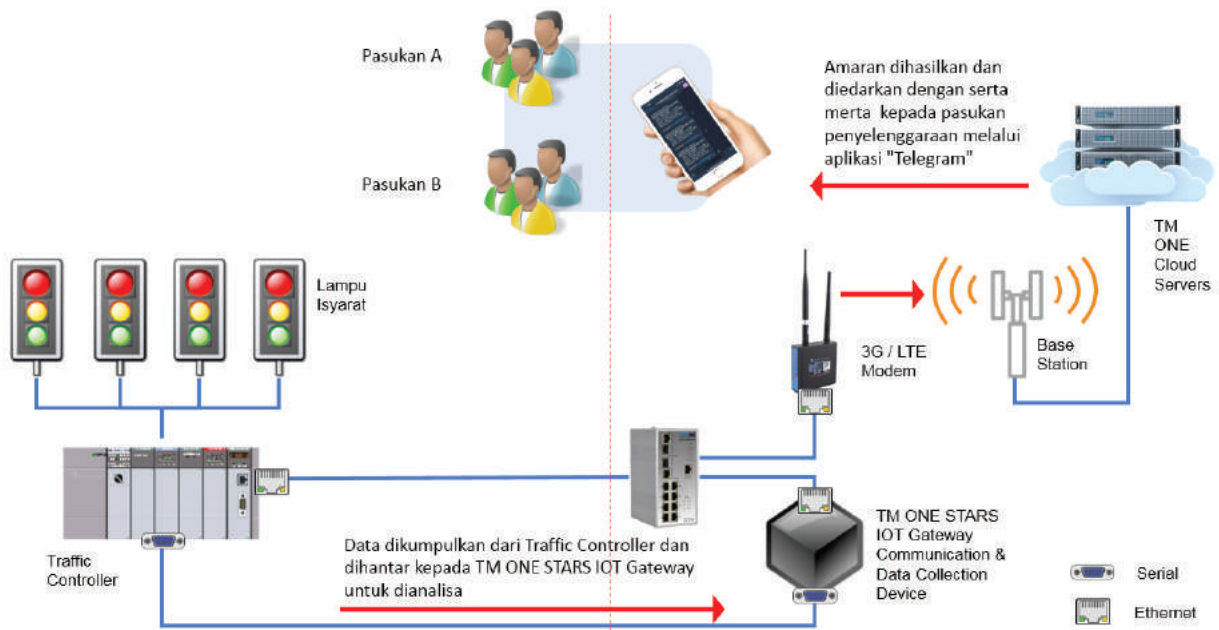 Pasukan A
Pasukan B
Amaran dihasilkan dan
diedarkan dengan serta
merta kepada pasukan
penyelenggaraan melalui
aplikasi "Telegram"
TM
ONE
Cloud
Servers
Lampu
Isyarat
3G / LTE
Modem
Base
Station
Traffic
Controller
Data dikumpulkan dari Traffic Controller dan
dihantar kepada TM ONE STARS IOT Gateway
untuk dianalisa
TM ONE STARS
IOT Gateway
Communication &
Data Collection
Device
Serial
Ethernet